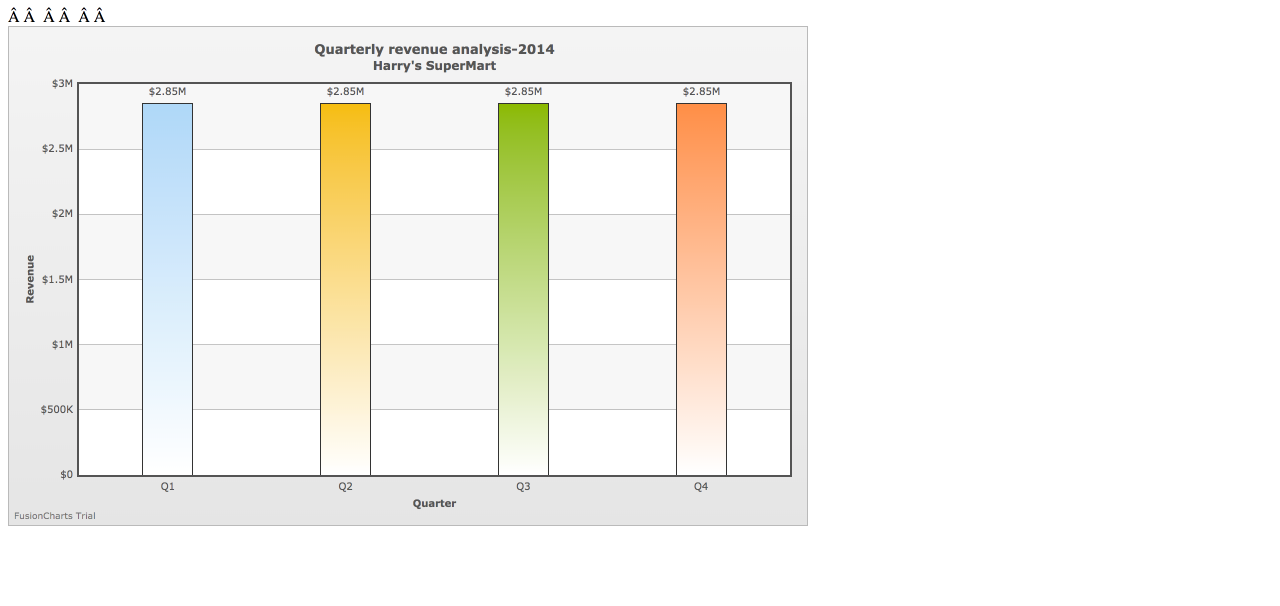 Â Â  Â Â  Â Â
Quarterly revenue analysis-2014
Harry's SuperMart
$3M
$2.5M
$2M
$1.5M
$1M
$500K
$0
Revenue
$2.85M $2.85M $2.85M $2.85M
Q1 Q2 Q3 Q4
Quarter
FusionCharts Trial